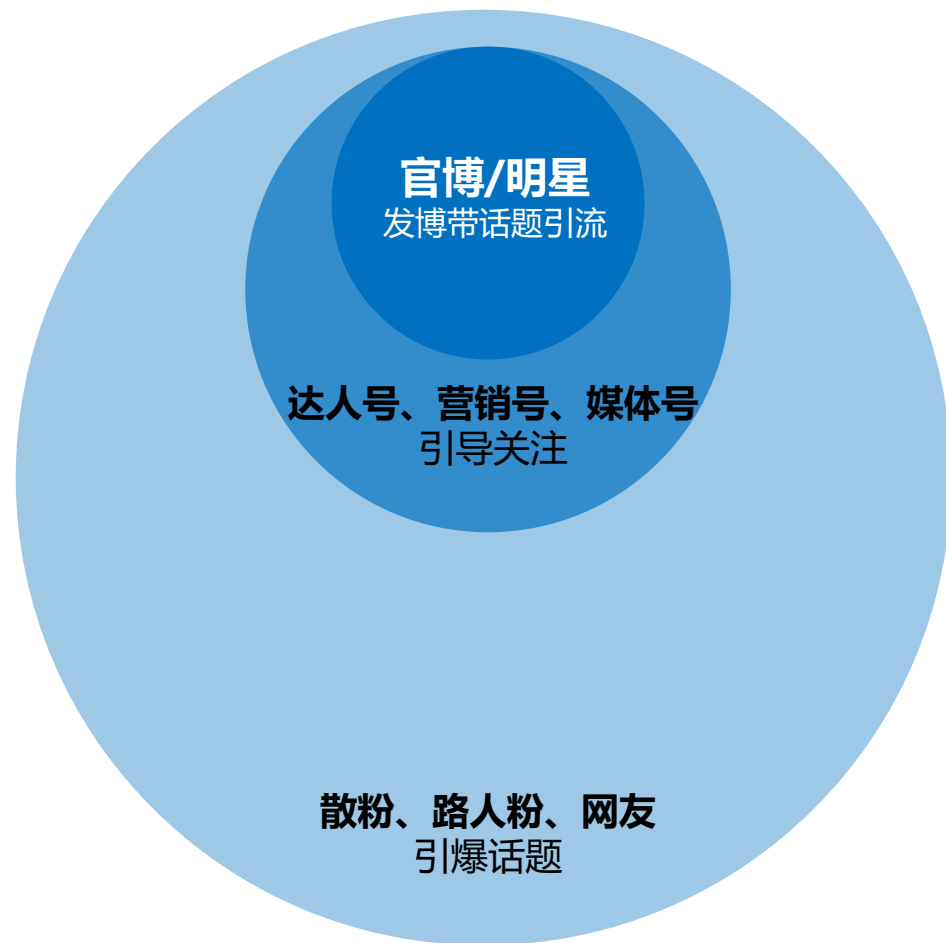 官博/明星
发博带话题引流
达人号、营销号、媒体号
引导关注
散粉、路人粉、网友
引爆话题